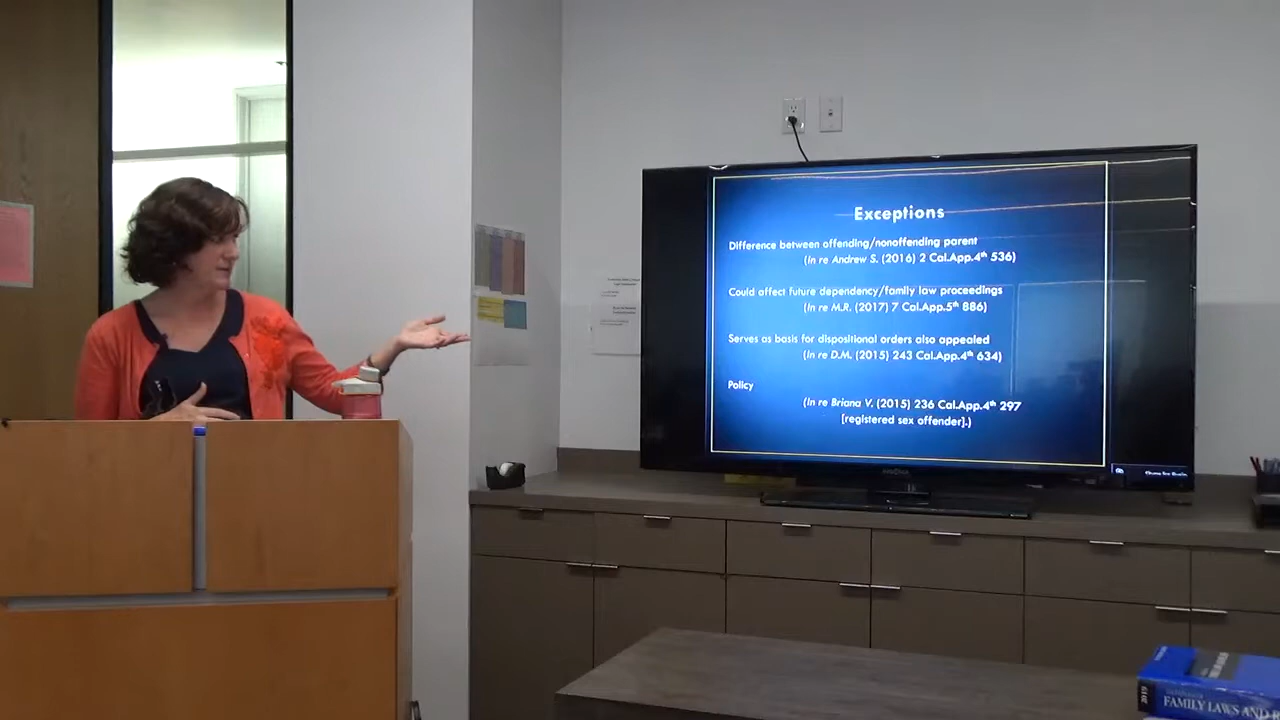 Exceptions
Difference between offending/nonoffending parent
(In re Andrew S. (2016) 2 Cal.App.4th 536)
Could affect future dependency/family law proceedings
(In re M.R. (2017) 7 Cal.App.5th 886)
Serves as basis for dispositional orders also appealed
(In re D.M. (2015) 243 Cal.App.4th 634)
Policy
(In re Briana V. (2015) 236 Cal.App.4th 297
[registered sex offender].)
INSIGNIA
2019
FAMILY LAWS AND